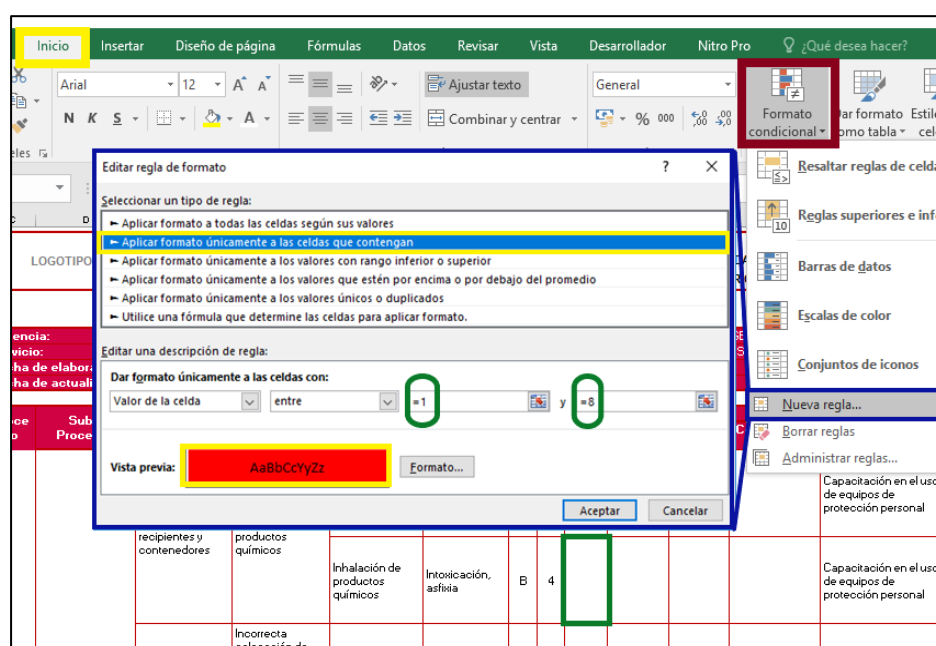 Inicio Insertar Diseño de página Fórmulas Datos Revisar Vista Desarrollador Nitro Pro ¿Qué desea hacer?
Arial 12 A A Ajustar texto General
N K S A Combinar y centrar % 000
Formato condicional
como tabla
Editar regla de formato ? X
Seleccionar un tipo de regla:
► Aplicar formato a todas las celdas según sus valores
► Aplicar formato únicamente a las celdas que contengan
► Aplicar formato únicamente a los valores con rango inferior o superior
► Aplicar formato únicamente a los valores que estén por encima o por debajo del promedio
► Aplicar formato únicamente a los valores únicos o duplicados
► Utilice una fórmula que determine las celdas para aplicar formato.
Editar una descripción de regla:
Dar formato únicamente a las celdas con:
Valor de la celda entre =1 y =8
Vista previa: AaBbCcYyZz Formato...
Aceptar Cancelar
Resaltar reglas de
Reglas superiores e
Barras de datos
Escalas de color
Conjuntos de iconos
Nueva regla...
Borrar reglas
Administrar reglas...
LOGOTIPO
Capacitación en el uso
de equipos de
protección personal
recipientes y
contenedores
productos
químicos
Inhalación de
productos
químicos
Intoxicación,
asfixia
B 4
Capacitación en el uso
de equipos de
protección personal
Incorrecta